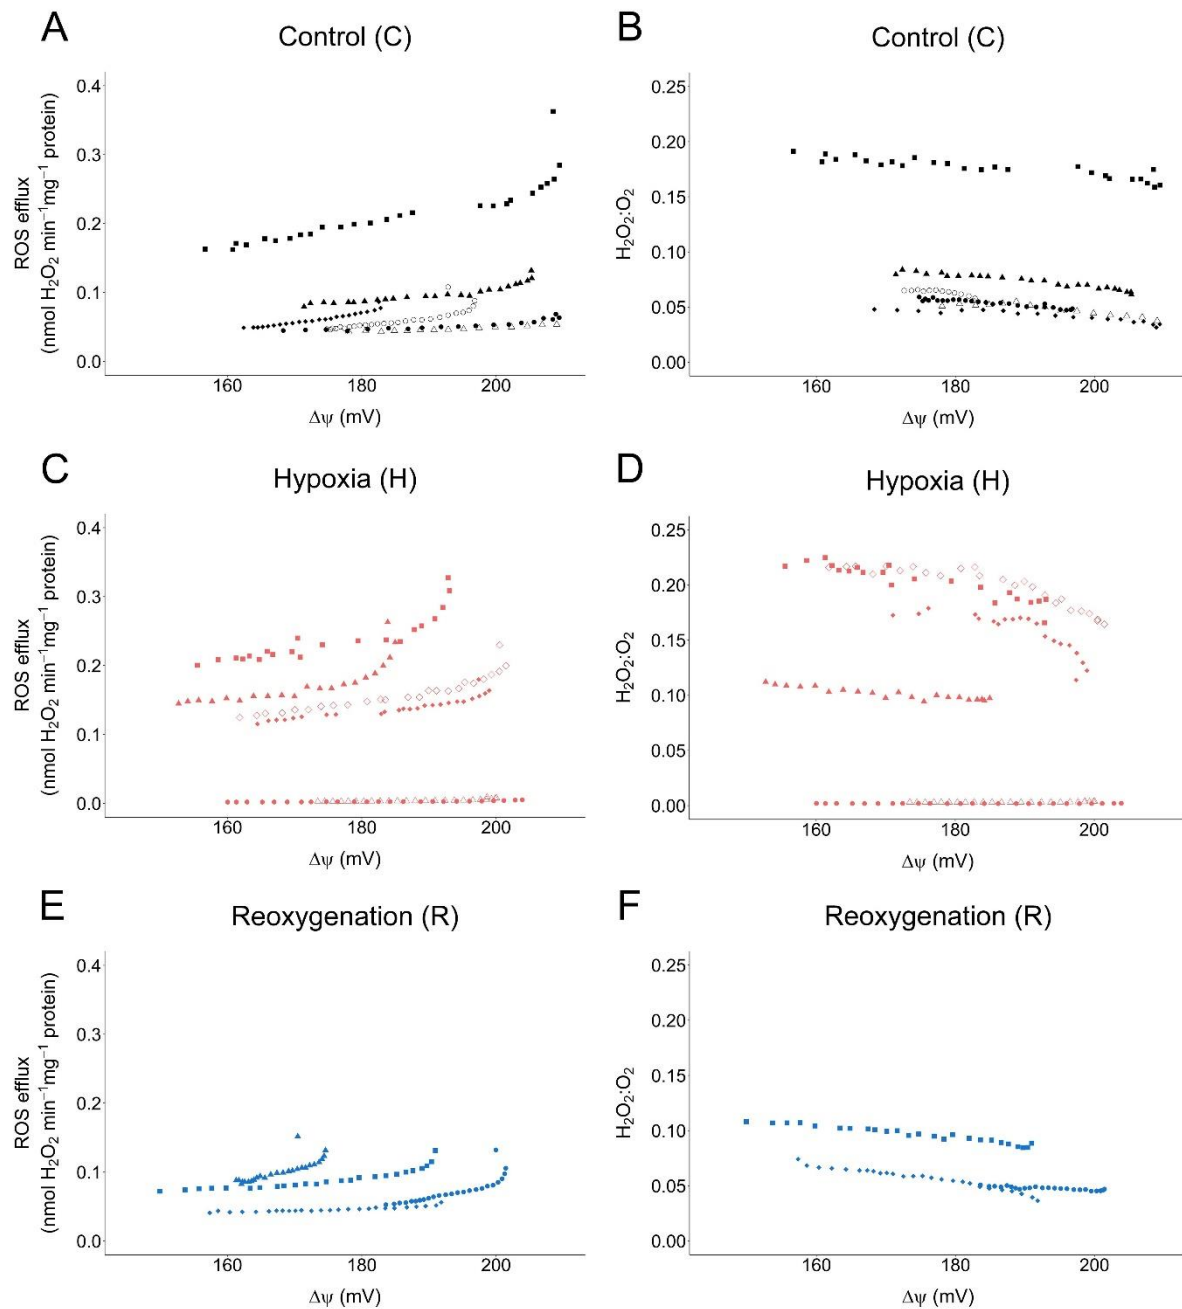 A
Control (C)
ROS efflux
(nmol H₂O₂ min⁻¹mg⁻¹ protein)
0.4
0.3
0.2
0.1
0.0
160
180
200
Δψ (mV)
B
Control (C)
H₂O₂:O₂
0.25
0.20
0.15
0.10
0.05
0.00
160
180
200
Δψ (mV)
C
Hypoxia (H)
ROS efflux
(nmol H₂O₂ min⁻¹mg⁻¹ protein)
0.4
0.3
0.2
0.1
0.0
160
180
200
Δψ (mV)
D
Hypoxia (H)
H₂O₂:O₂
0.25
0.20
0.15
0.10
0.05
0.00
160
180
200
Δψ (mV)
E
Reoxygenation (R)
ROS efflux
(nmol H₂O₂ min⁻¹mg⁻¹ protein)
0.4
0.3
0.2
0.1
0.0
160
180
200
Δψ (mV)
F
Reoxygenation (R)
H₂O₂:O₂
0.25
0.20
0.15
0.10
0.05
0.00
160
180
200
Δψ (mV)